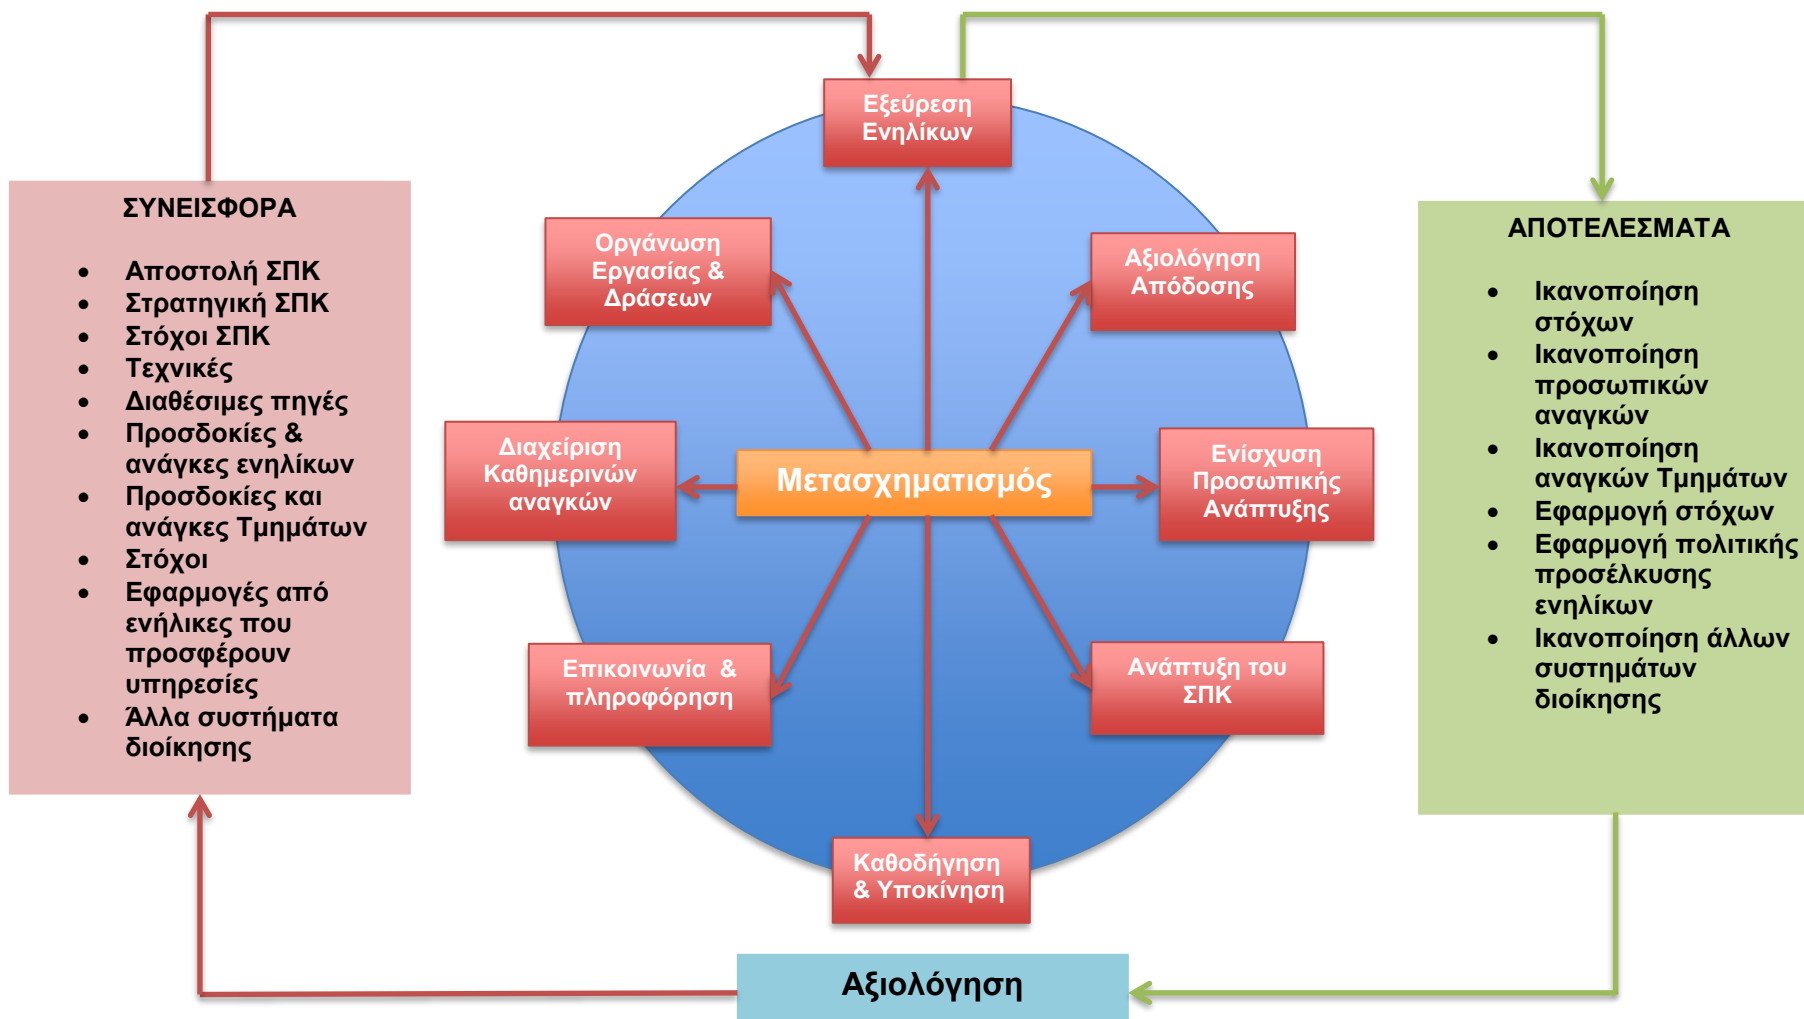 Εξεύρεση
Ενηλίκων
ΣΥΝΕΙΣΦΟΡΑ
• Αποστολή ΣΠΚ
• Στρατηγική ΣΠΚ
• Στόχοι ΣΠΚ
• Τεχνικές
• Διαθέσιμες πηγές
• Προσδοκίες &
ανάγκες ενηλίκων
• Προσδοκίες και
ανάγκες Τμημάτων
• Στόχοι
• Εφαρμογές από
ενήλικες που
προσφέρουν
υπηρεσίες
• Άλλα συστήματα
διοίκησης
Οργάνωση
Εργασίας &
Δράσεων
Αξιολόγηση
Απόδοσης
Διαχείριση
Καθημερινών
αναγκών
Μετασχηματισμός
Ενίσχυση
Προσωπικής
Ανάπτυξης
Επικοινωνία &
πληροφόρηση
Ανάπτυξη του
ΣΠΚ
Καθοδήγηση
& Υποκίνηση
ΑΠΟΤΕΛΕΣΜΑΤΑ
• Ικανοποίηση
στόχων
• Ικανοποίηση
προσωπικών
αναγκών
• Ικανοποίηση
αναγκών Τμημάτων
• Εφαρμογή στόχων
• Εφαρμογή πολιτικής
προσέλκυσης
ενηλίκων
• Ικανοποίηση άλλων
συστημάτων
διοίκησης
Αξιολόγηση